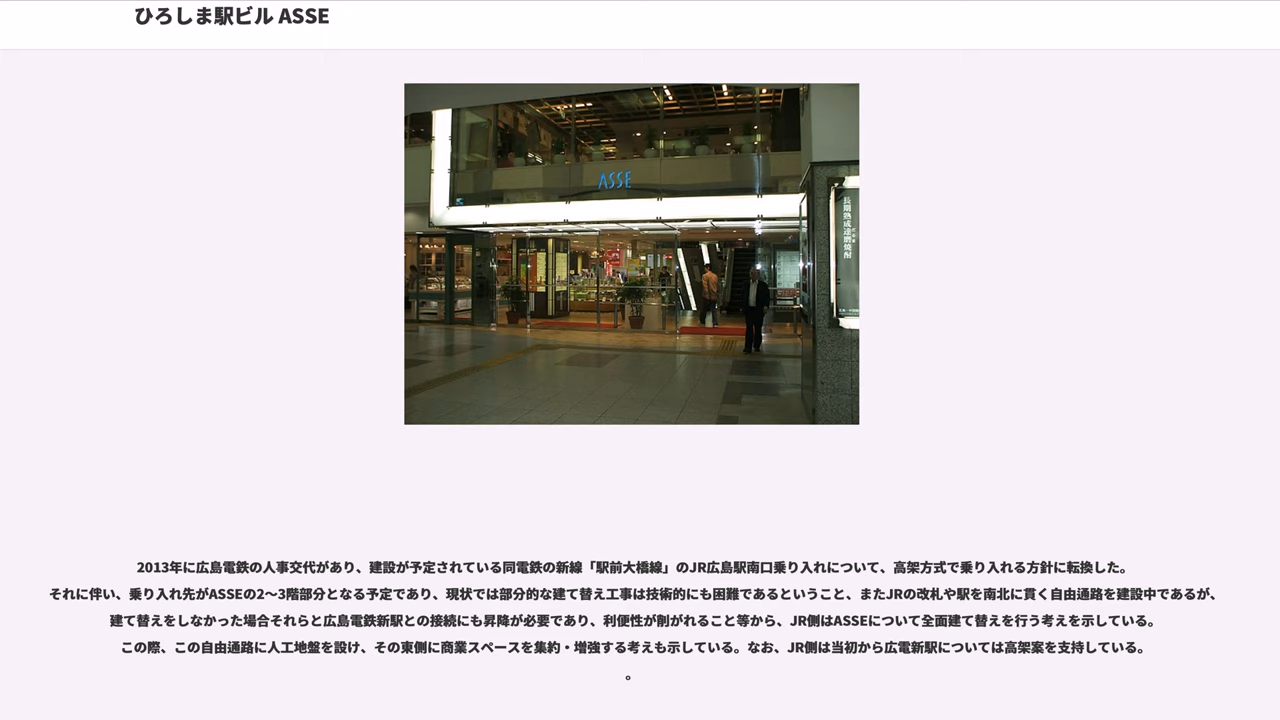 ひろしま駅ビル ASSE
ASSE
長期熟成達磨焼酎
2013年に広島電鉄の人事交代があり、建設が予定されている同電鉄の新線「駅前大橋線」のJR広島駅南口乗り入れについて、高架方式で乗り入れる方針に転換した。
それに伴い、乗り入れ先がASSEの2〜3階部分となる予定であり、現状では部分的な建て替え工事は技術的にも困難であるということ、またJRの改札や駅を南北に貫く自由通路を建設中であるが、
建て替えをしなかった場合それらと広島電鉄新駅との接続にも昇降が必要であり、利便性が削がれること等から、JR側はASSEについて全面建て替えを行う考えを示している。
この際、この自由通路に人工地盤を設け、その東側に商業スペースを集約・増強する考えも示している。なお、JR側は当初から広電新駅については高架案を支持している。
。